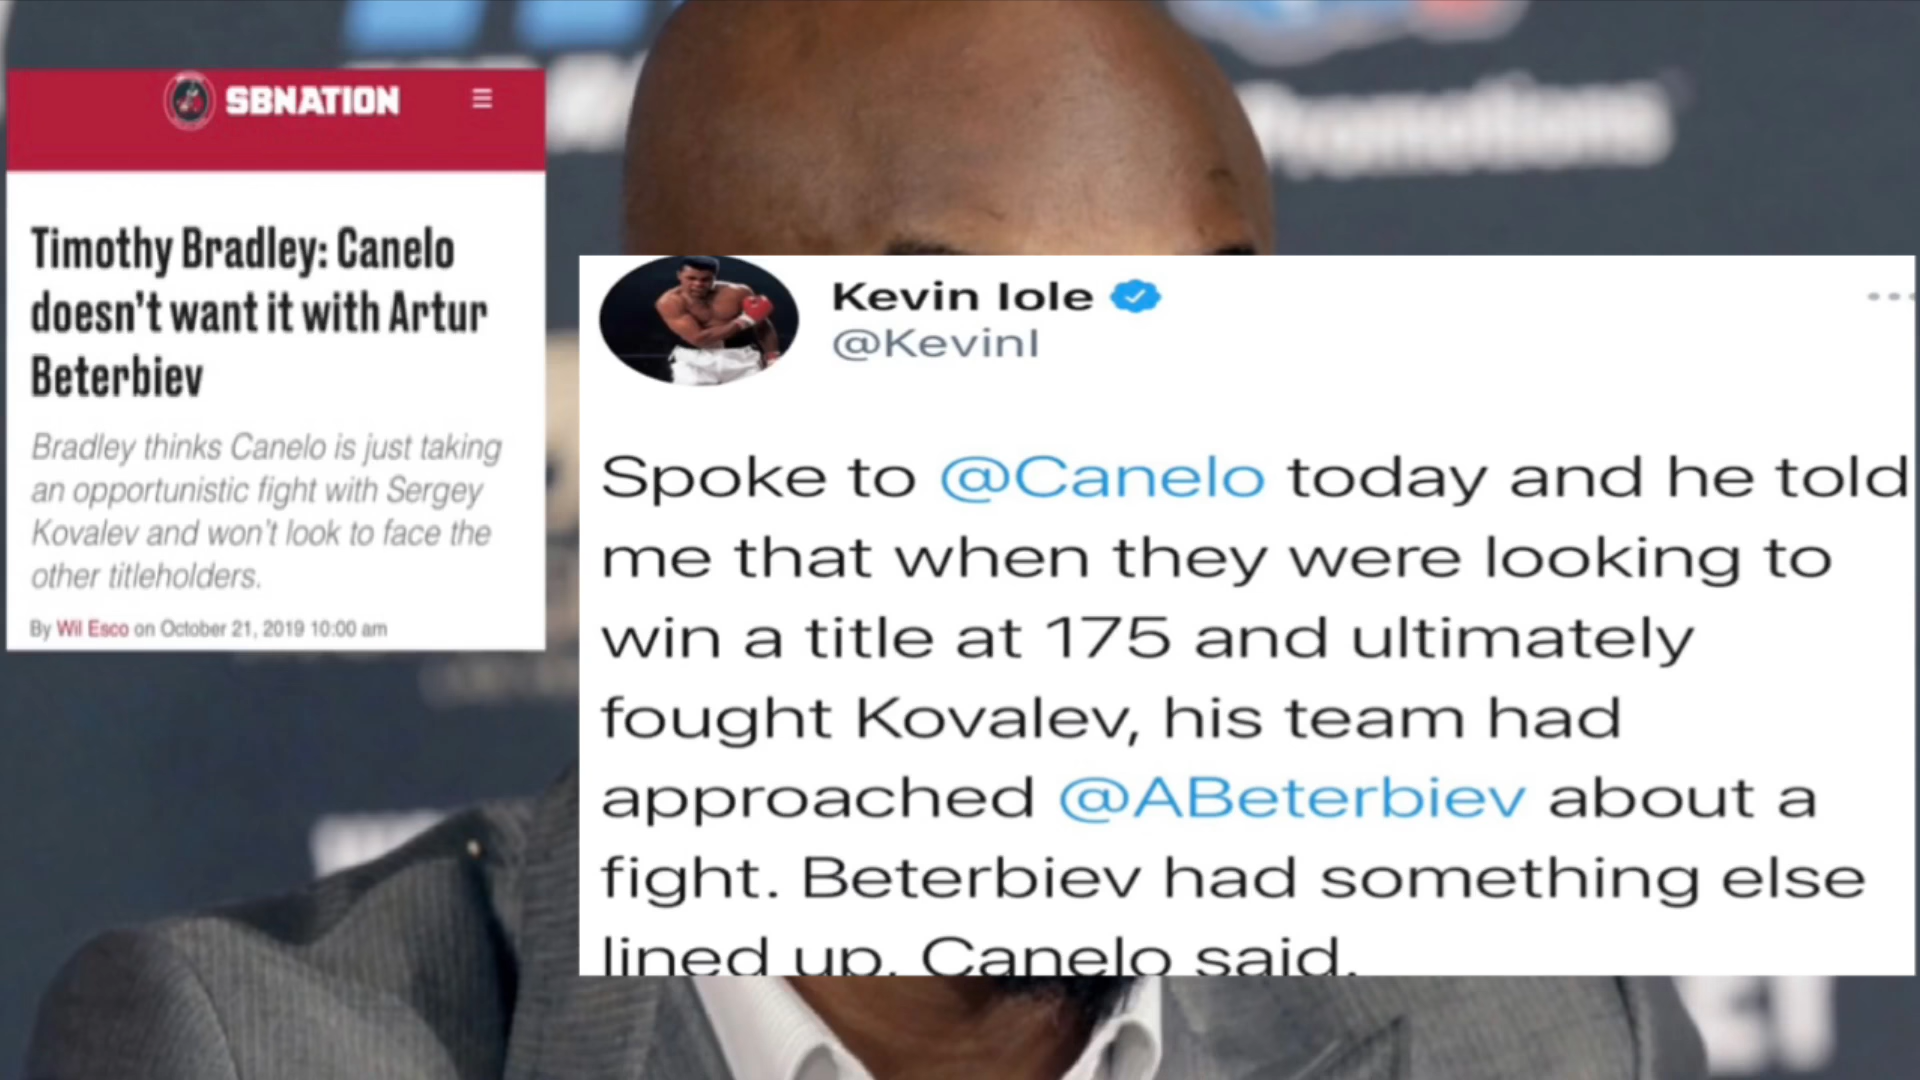 SBNATION
Timothy Bradley: Canelo
doesn't want it with Artur
Beterbiev
Bradley thinks Canelo is just taking
an opportunistic fight with Sergey
Kovalev and won't look to face the
other titleholders.
By Wil Esco on October 21, 2019 10:00 am
Promotions
Kevin Iole
@KevinI
Spoke to @Canelo today and he told
me that when they were looking to
win a title at 175 and ultimately
fought Kovalev, his team had
approached @ABeterbiev about a
fight. Beterbiev had something else
lined up, Canelo said.